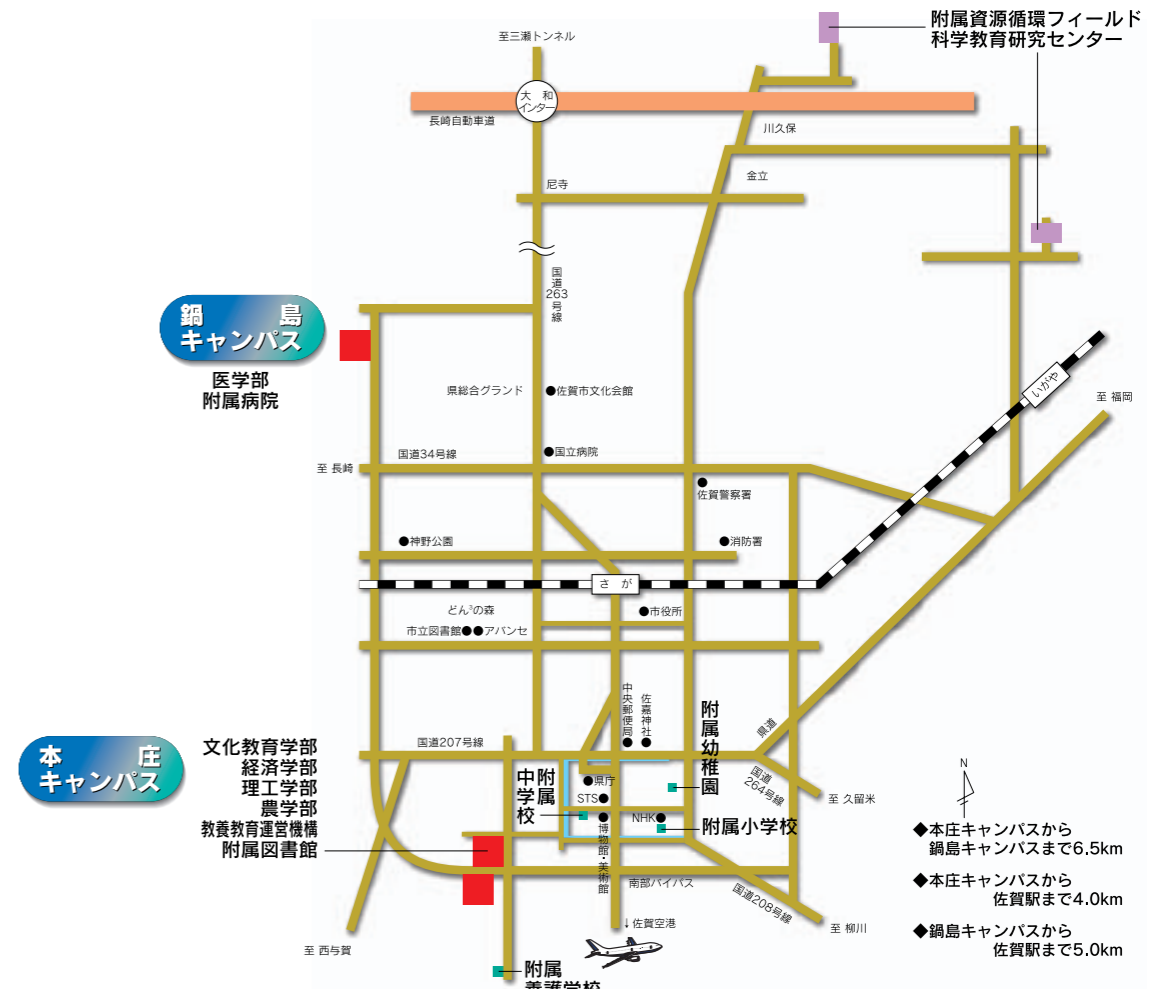 附属資源循環フィールド
科学教育研究センター
至三瀬トンネル
大 和
インター
長崎自動車道
川久保
金立
尼寺
国道263号線
鍋 島
キャンパス
医学部
附属病院
県総合グランド
佐賀市文化会館
いがや
至 福岡
国道34号線
国立病院
至 長崎
佐賀警察署
神野公園
消防署
さ が
どん³の森
市役所
市立図書館
アバンセ
中央郵便局
佐嘉神社
附属幼稚園
県道
本 庄
キャンパス
文化教育学部
経済学部
理工学部
農学部
教養教育運営機構
附属図書館
国道207号線
附属
中学校
県庁
STS
NHK
附属小学校
博物館・美術館
国道264号線
至 久留米
N
南部バイパス
国道208号線
至 柳川
↓佐賀空港
至 西与賀
附属
養護学校
◆本庄キャンパスから
鍋島キャンパスまで6.5km
◆本庄キャンパスから
佐賀駅まで4.0km
◆鍋島キャンパスから
佐賀駅まで5.0km